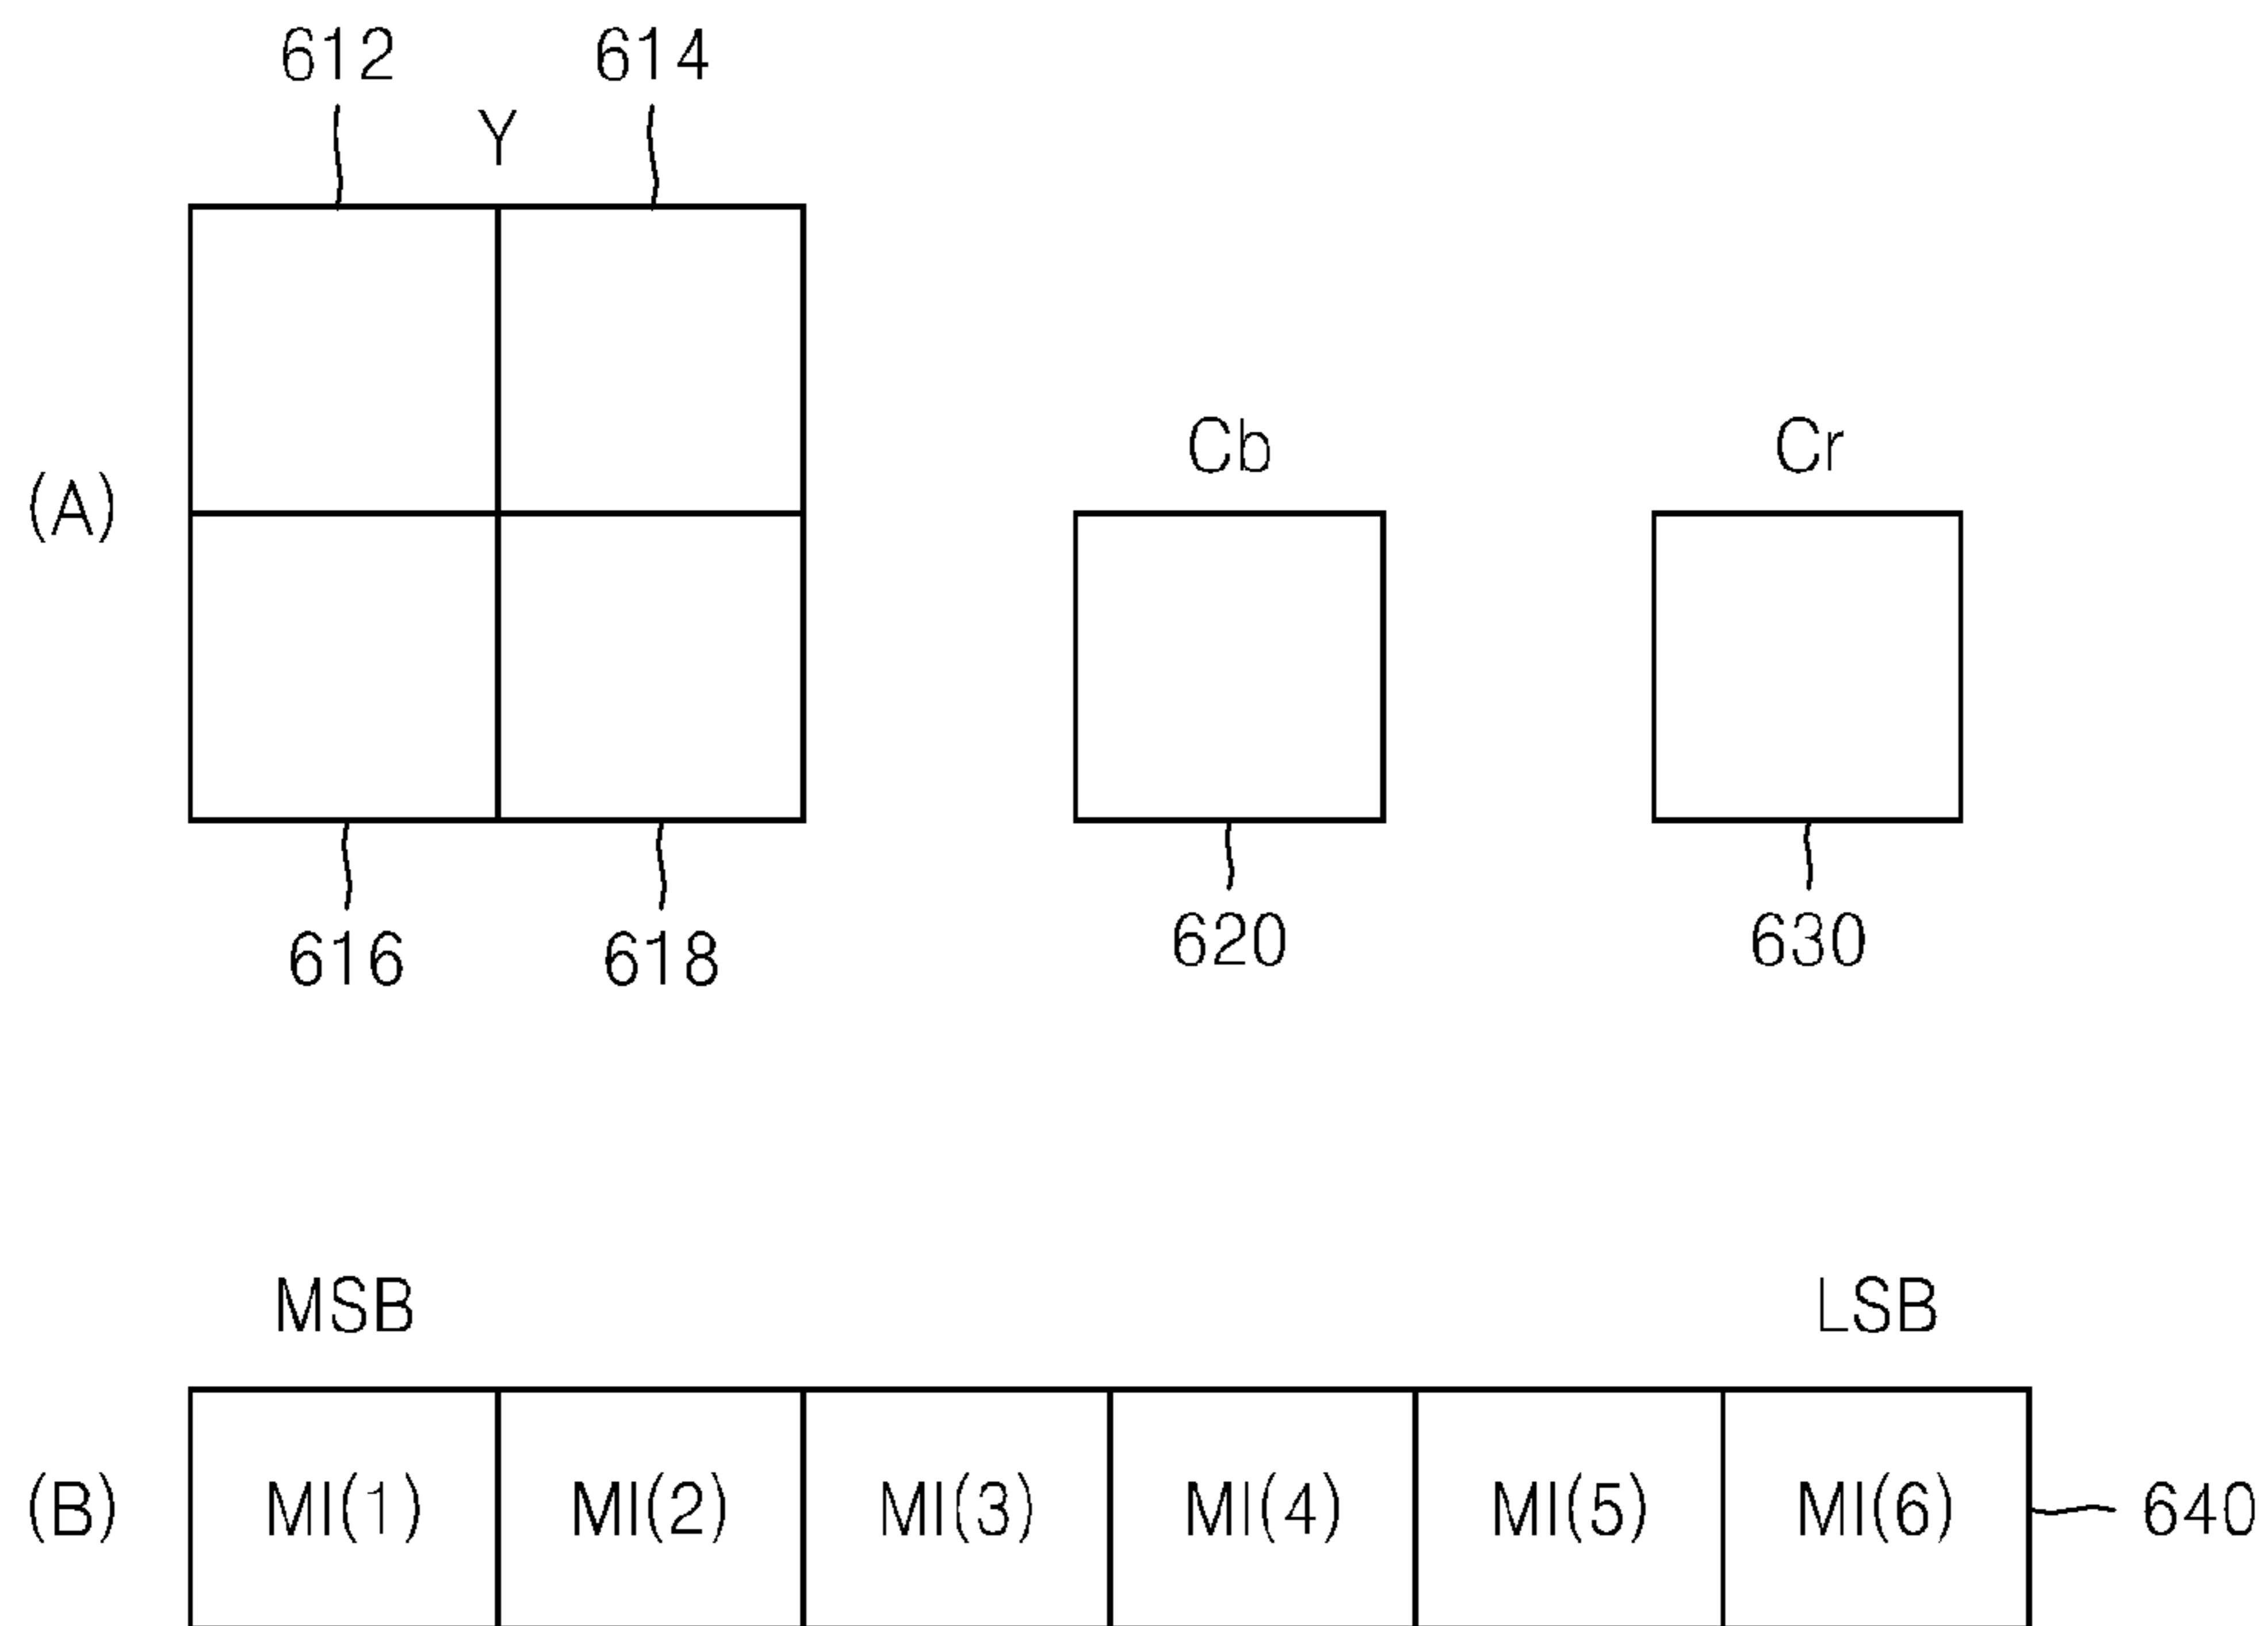 612 614
Y
Cb Cr
(A)
616 618 620 630
MSB LSB
(B) MI(1) MI(2) MI(3) MI(4) MI(5) MI(6) 640